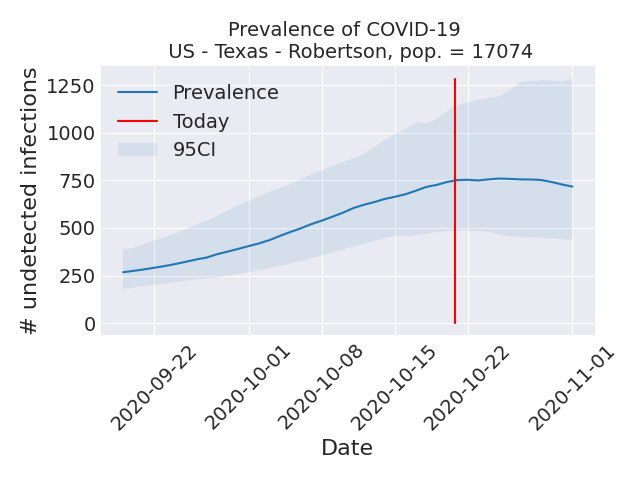 Prevalence of COVID-19
US - Texas - Robertson, pop. = 17074
# undetected infections
1250
1000
750
500
250
0
Prevalence
Today
95CI
2020-09-22
2020-10-01
2020-10-08
2020-10-15
2020-10-22
2020-11-01
Date